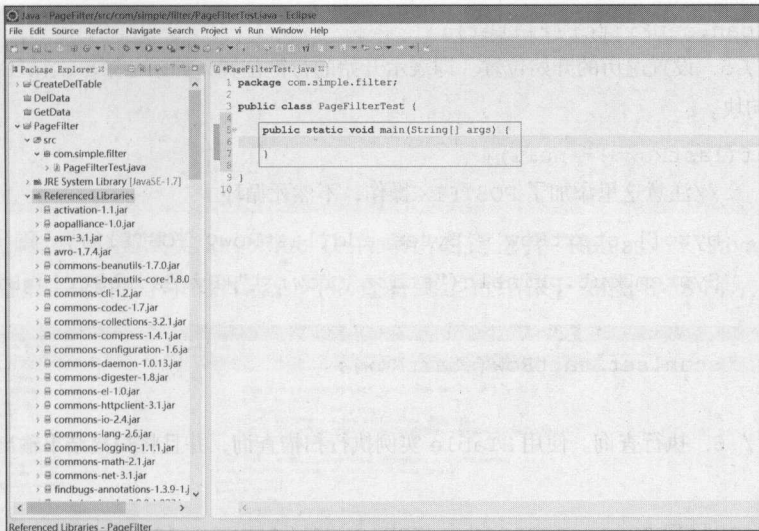 Java - PageFilter/src/com/simple/filter/PageFilterTest.java - Eclipse
File Edit Source Refactor Navigate Search Project vi Run Window Help
Package Explorer
*PageFilterTest.java
CreateDelTable
DelData
GetData
PageFilter
src
com.simple.filter
PageFilterTest.java
JRE System Library [JavaSE-1.7]
Referenced Libraries
activation-1.1.jar
aopalliance-1.0.jar
asm-3.1.jar
avro-1.7.4.jar
commons-beanutils-1.7.0.jar
commons-beanutils-core-1.8.0
commons-cli-1.2.jar
commons-codec-1.7.jar
commons-collections-3.2.1.jar
commons-compress-1.4.1.jar
commons-configuration-1.6.ja
commons-daemon-1.0.13.jar
commons-digester-1.8.jar
commons-el-1.0.jar
commons-httpclient-3.1.jar
commons-io-2.4.jar
commons-lang-2.6.jar
commons-logging-1.1.1.jar
commons-math-2.1.jar
commons-net-3.1.jar
findbugs-annotations-1.3.9-1.j
1 package com.simple.filter;
2
3 public class PageFilterTest {
4
5 public static void main(String[] args) {
6
7 }
8
9 }
10
Referenced Libraries - PageFilter